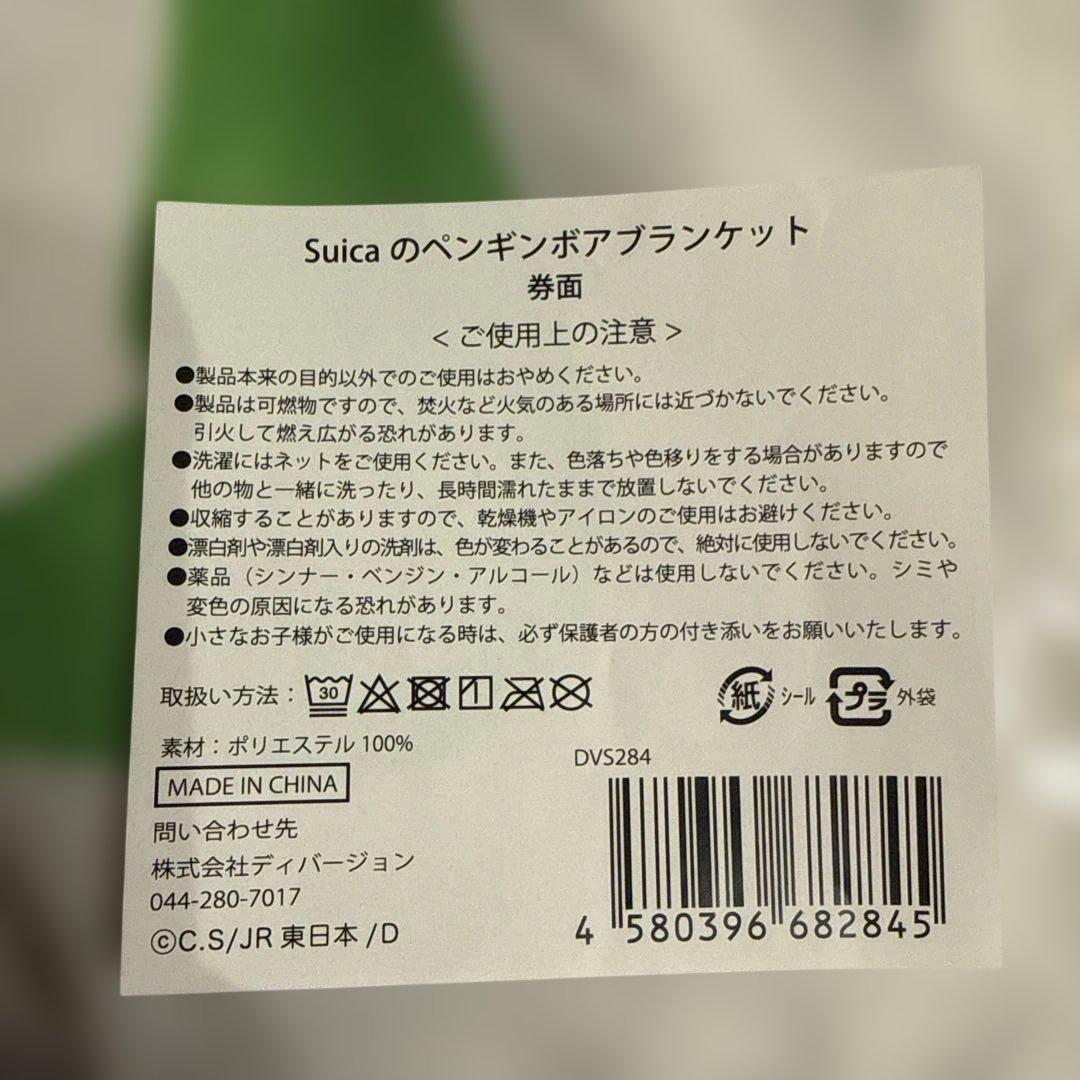 Suica のペンギンボアブランケット
券面
< ご使用上の注意 >
●製品本来の目的以外でのご使用はおやめください。
●製品は可燃物ですので、焚火など火気のある場所には近づかないでください。
引火して燃え広がる恐れがあります。
●洗濯にはネットをご使用ください。また、色落ちや色移りをする場合がありますので
他の物と一緒に洗ったり、長時間濡れたままで放置しないでください。
●収縮することがありますので、乾燥機やアイロンのご使用はお避けください。
●漂白剤や漂白剤入りの洗剤は、色が変わることがあるので、絶対に使用しないでください。
●薬品（シンナー・ベンジン・アルコール）などは使用しないでください。シミや
変色の原因になる恐れがあります。
●小さなお子様がご使用になる時は、必ず保護者の方の付き添いをお願いいたします。
取扱い方法： 30 紙 シール プラ 外袋
素材：ポリエステル 100%
DVS284
MADE IN CHINA
問い合わせ先
株式会社ディバージョン
044-280-7017
©C.S/JR 東日本 /D
4 580396 682845